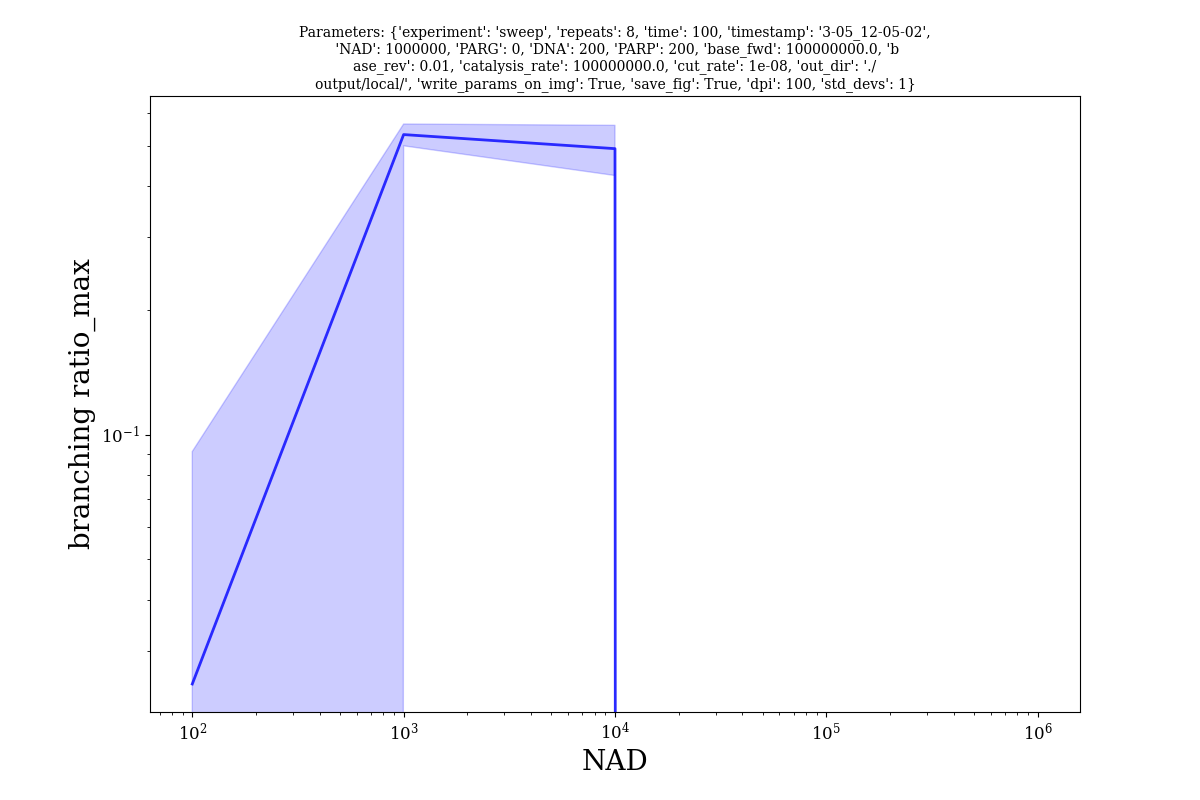 Parameters: {'experiment': 'sweep', 'repeats': 8, 'time': 100, 'timestamp': '3-05_12-05-02',
'NAD': 1000000, 'PARG': 0, 'DNA': 200, 'PARP': 200, 'base_fwd': 100000000.0, 'b
ase_rev': 0.01, 'catalysis_rate': 100000000.0, 'cut_rate': 1e-08, 'out_dir': './
output/local/', 'write_params_on_img': True, 'save_fig': True, 'dpi': 100, 'std_devs': 1}
branching ratio_max
10⁻¹
10² 10³ 10⁴ 10⁵ 10⁶
NAD